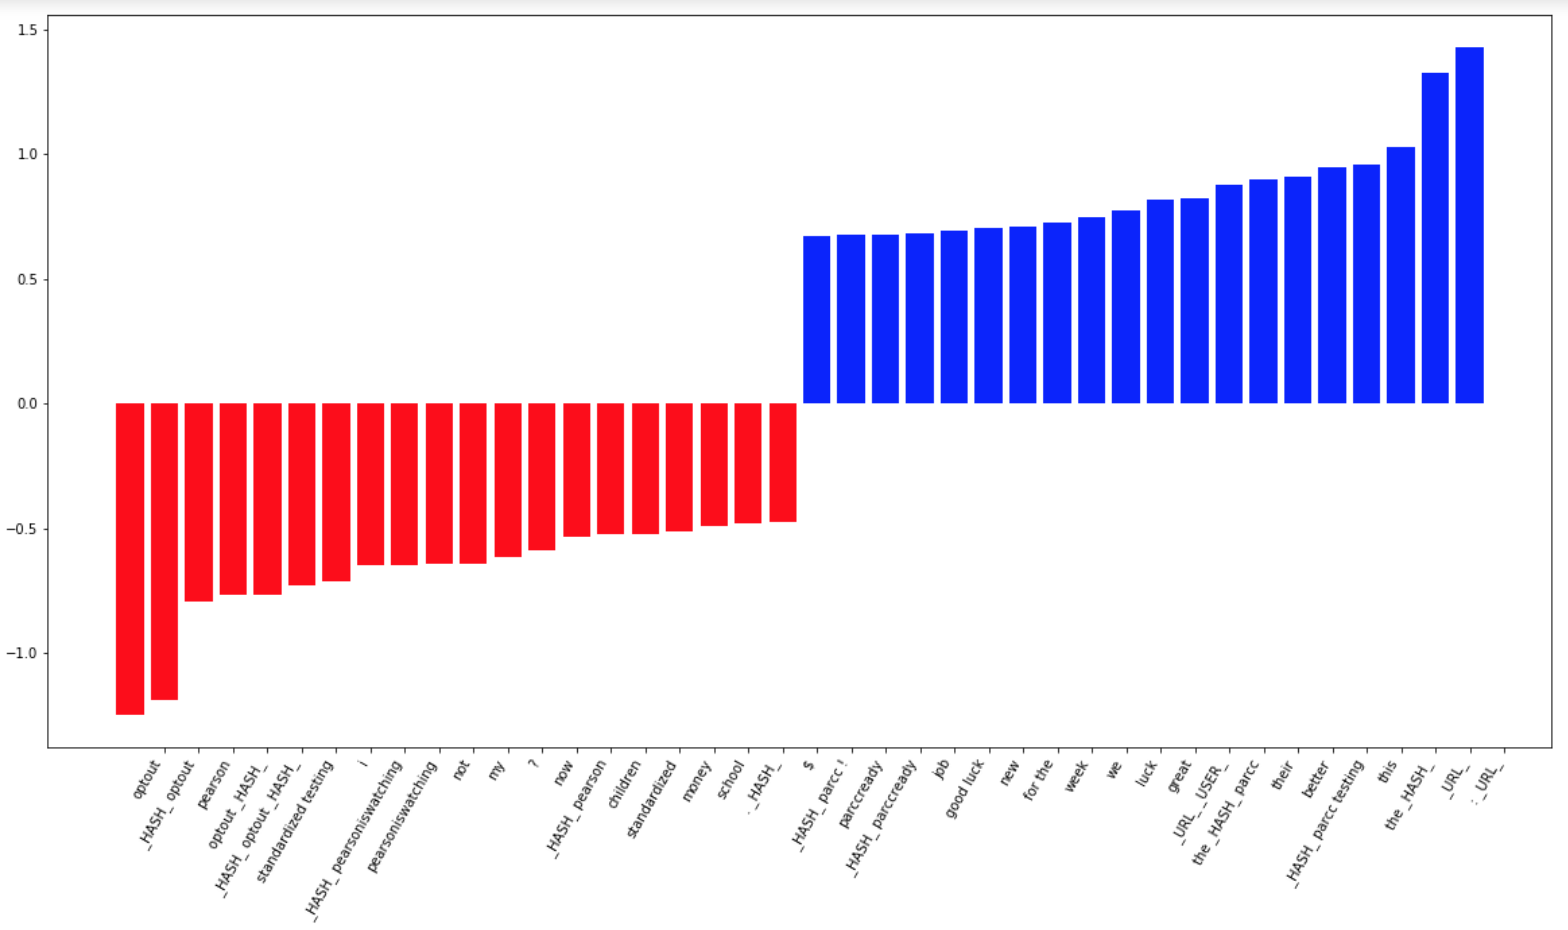 1.5
1.0
0.5
0.0
−0.5
−1.0
optout
_HASH_ optout
pearson
optout _HASH_
_HASH_ optout _HASH_
standardized testing
i
_HASH_ pearsoniswatching
pearsoniswatching
not
my
?
now
_HASH_ pearson
children
standardized
money
school
. _HASH_
$
_HASH_ parcc !
parccready
_HASH_ parccready
job
good luck
new
for the
week
we
luck
great
_URL_ _USER_
the _HASH_ parcc
their
better
_HASH_ parcc testing
this
the _HASH_
_URL_
: _URL_